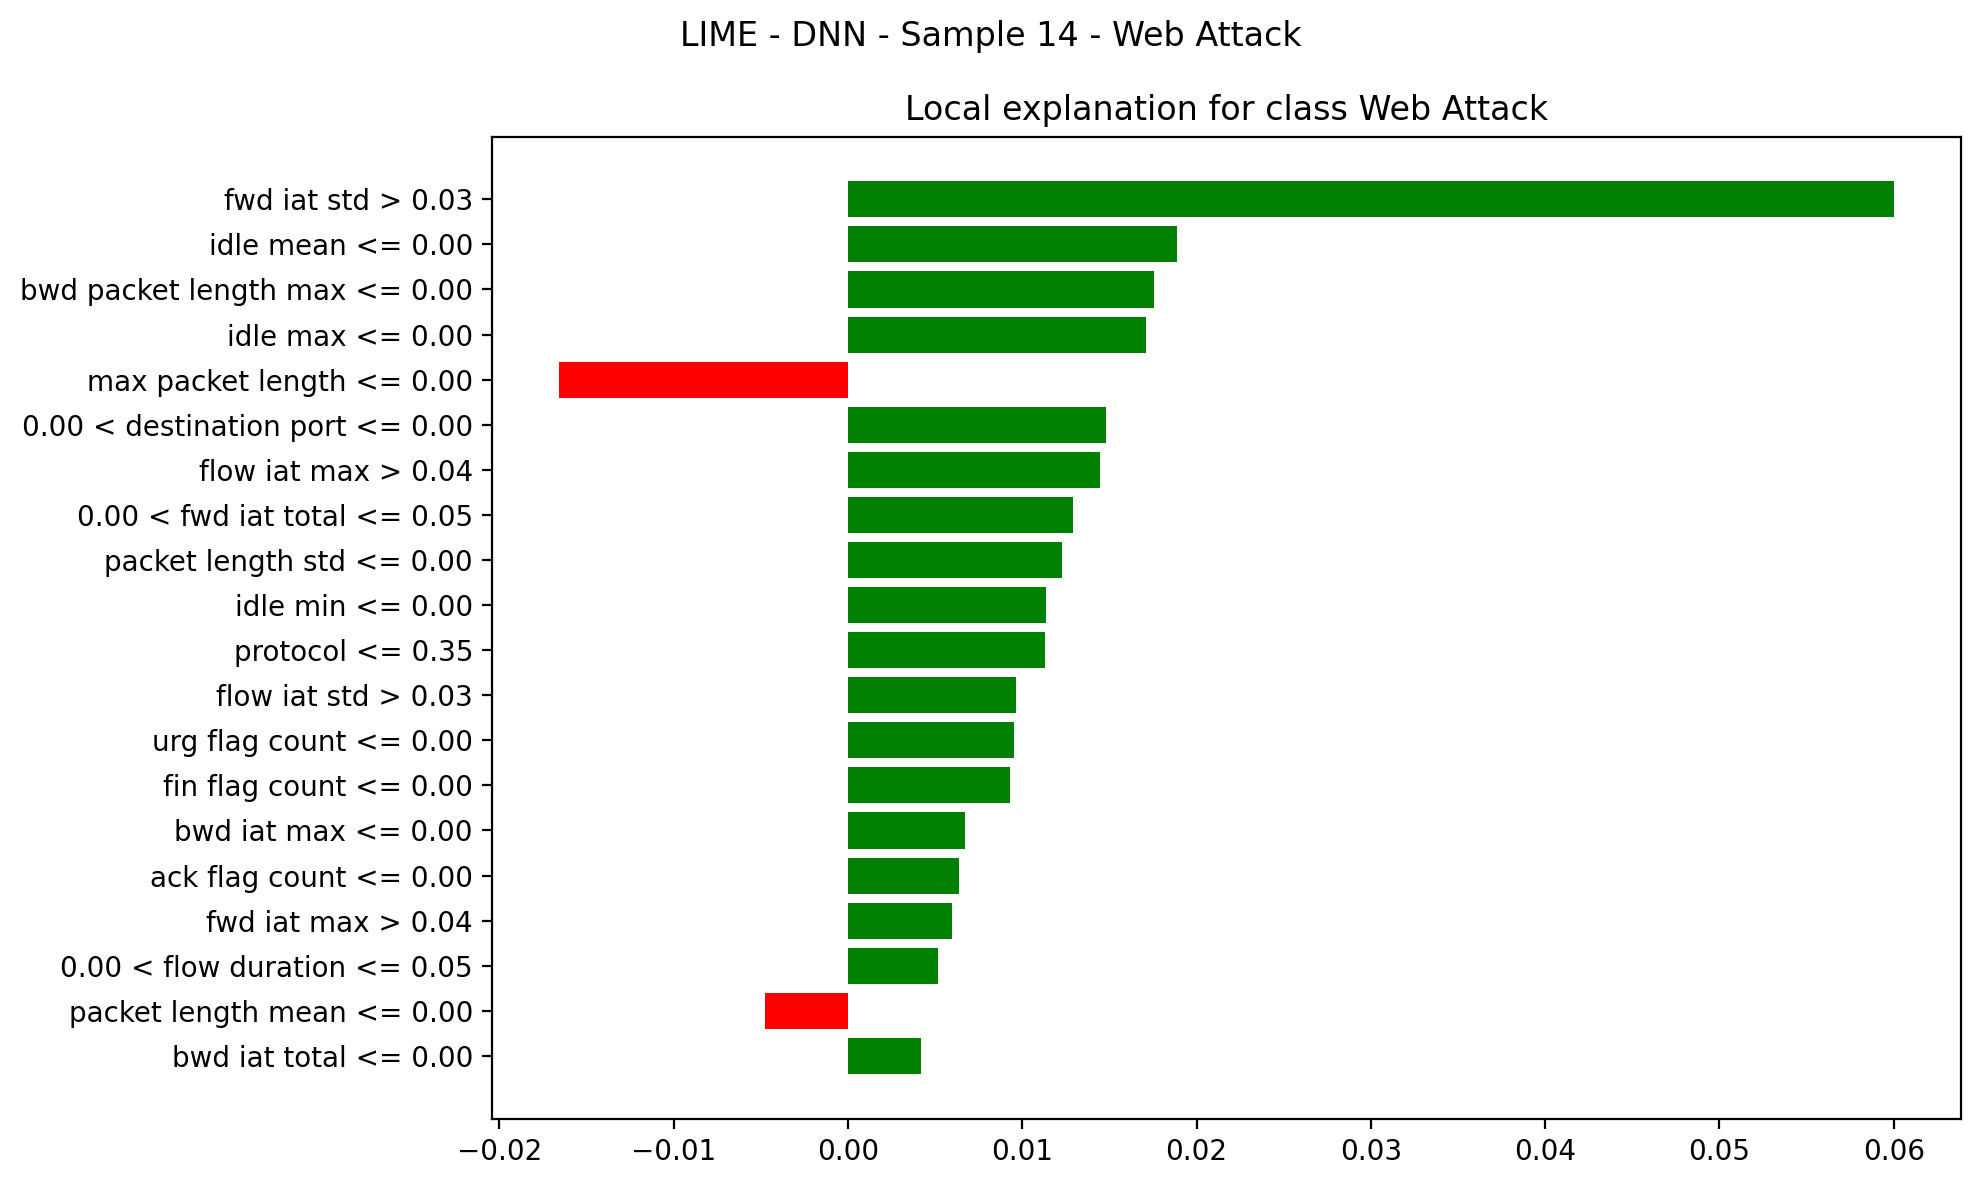 LIME - DNN - Sample 14 - Web Attack
Local explanation for class Web Attack
fwd iat std > 0.03
idle mean <= 0.00
bwd packet length max <= 0.00
idle max <= 0.00
max packet length <= 0.00
0.00 < destination port <= 0.00
flow iat max > 0.04
0.00 < fwd iat total <= 0.05
packet length std <= 0.00
idle min <= 0.00
protocol <= 0.35
flow iat std > 0.03
urg flag count <= 0.00
fin flag count <= 0.00
bwd iat max <= 0.00
ack flag count <= 0.00
fwd iat max > 0.04
0.00 < flow duration <= 0.05
packet length mean <= 0.00
bwd iat total <= 0.00
−0.02 −0.01 0.00 0.01 0.02 0.03 0.04 0.05 0.06